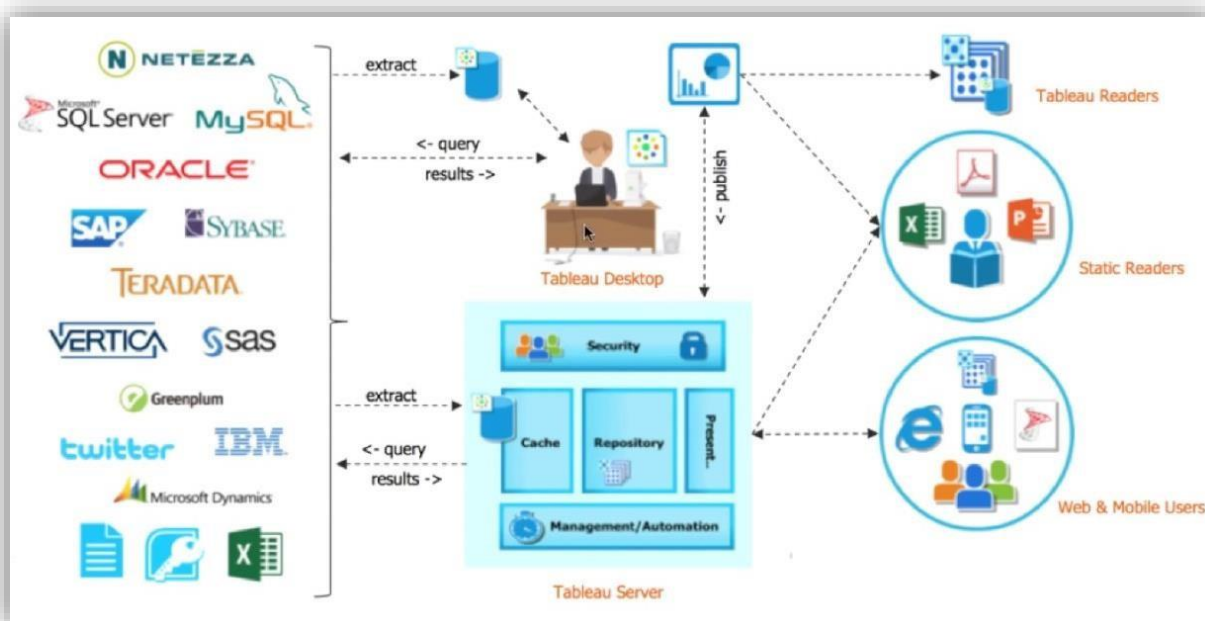 NETEZZA
Microsoft®
SQL Server
MySQL®
ORACLE®
SAP
SYBASE
TERADATA
VERTICA
sas
Greenplum
twitter
IBM
Microsoft Dynamics
extract
<- query
results ->
Tableau Desktop
<- publish
Tableau Readers
Static Readers
Security
Cache
Repository
Present..
Management/Automation
extract
<- query
results ->
Tableau Server
Web & Mobile Users